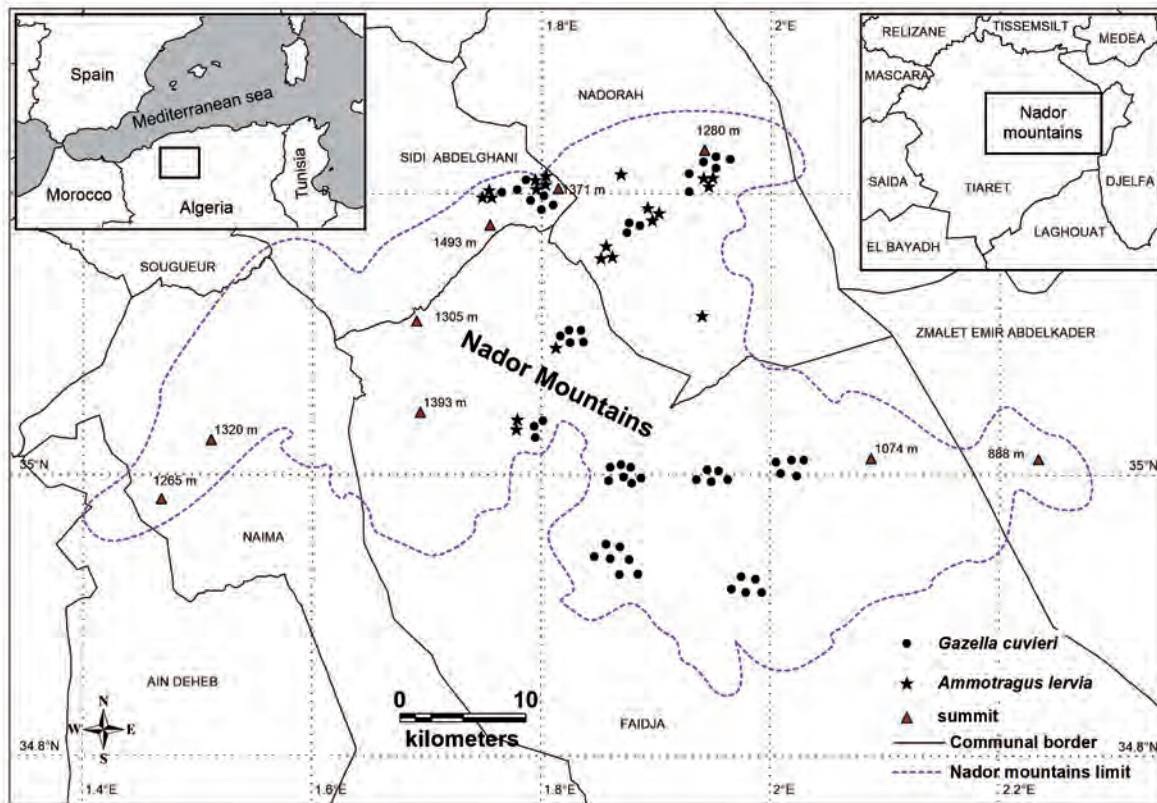 Spain
Mediterranean sea
Morocco
Algeria
Tunisia
1.8°E
2°E
RELIZANE
TISSEMSILT
MEDEA
MASCARA
Nador
mountains
SAIDA
TIARET
DJELFA
EL BAYADH
LAGHOUAT
NADORAH
1280 m
SIDI ABDELGHANI
1371 m
1493 m
SOUGUEUR
1305 m
ZMALET EMIR ABDELKADER
Nador Mountains
1393 m
1320 m
1074 m
888 m
35°N
35°N
1265 m
NAIMA
AIN DEHEB
FAIDJA
N
W E
S
0 10
kilometers
Gazella cuvieri
Ammotragus lervia
summit
Communal border
Nador mountains limit
34.8°N
34.8°N
1.4°E
1.6°E
1.8°E
2°E
2.2°E